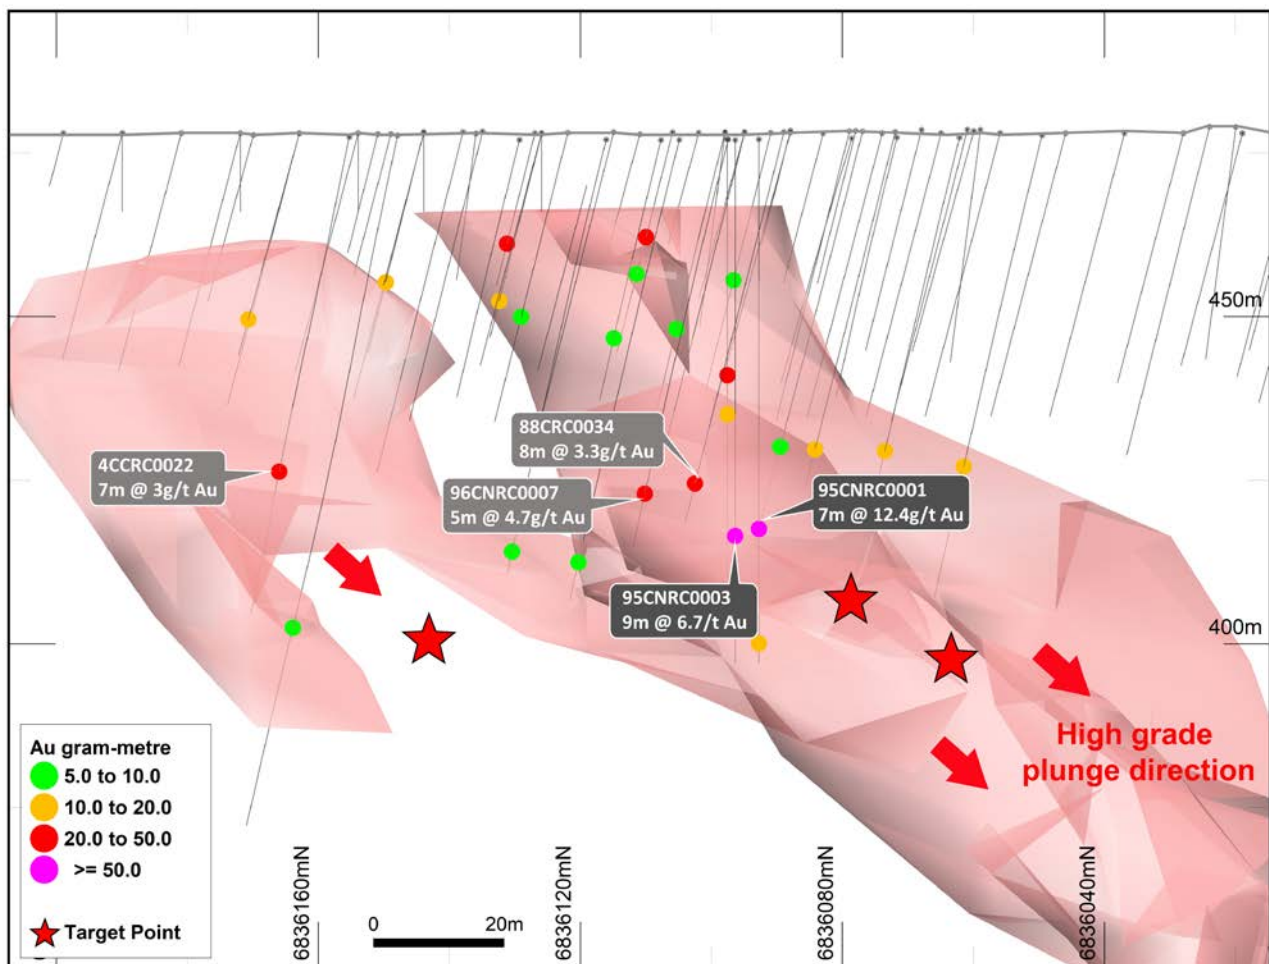 450m
88CRC0034
8m @ 3.3g/t Au
4CCRC0022
7m @ 3g/t Au
96CNRC0007
5m @ 4.7g/t Au
95CNRC0001
7m @ 12.4g/t Au
95CNRC0003
9m @ 6.7/t Au
400m
High grade
plunge direction
Au gram-metre
5.0 to 10.0
10.0 to 20.0
20.0 to 50.0
>= 50.0
Target Point
0 20m
6836160mN
6836120mN
6836080mN
6836040mN